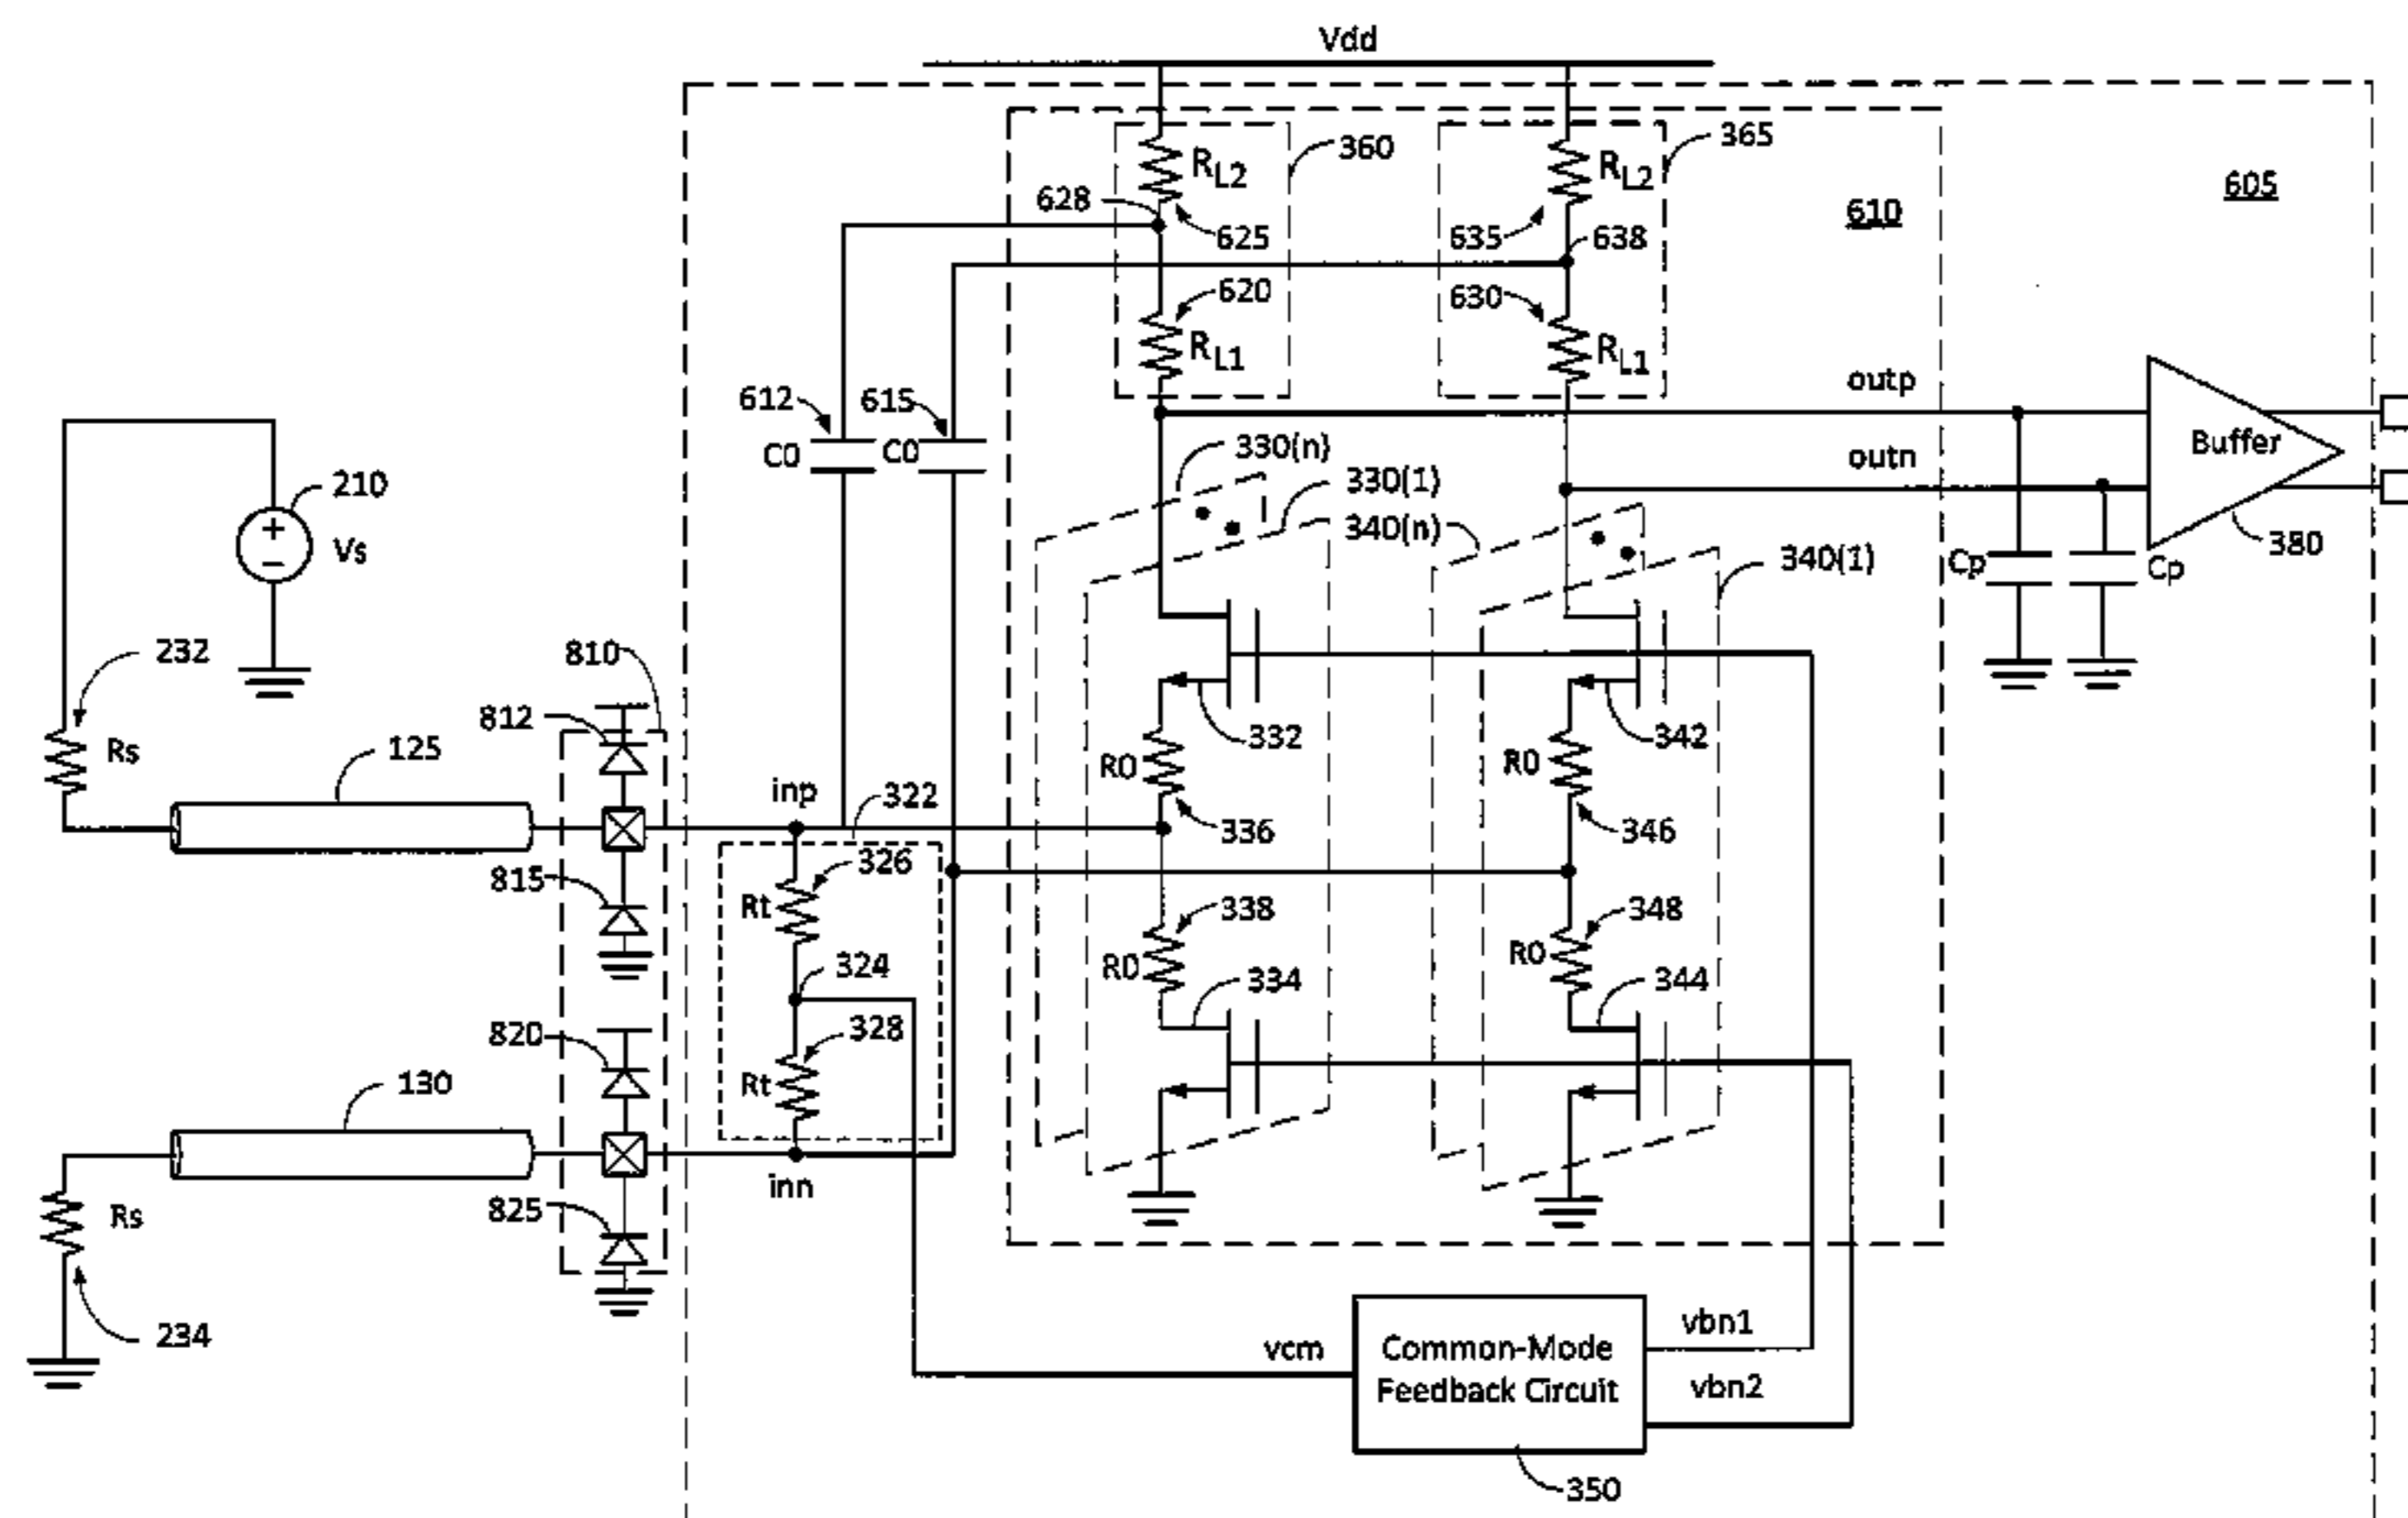 Vdd
RL2
360
RL2
365
605
628
625
635
638
610
620
630
RL1
RL1
outp
612
615
C0
C0
330(n)
outn
Buffer
210
330(1)
340(n)
380
Vs
340(1)
Cp
Cp
232
810
812
332
342
Rs
125
R0
R0
inp
322
336
346
326
815
Rt
338
348
324
R0
R0
334
344
820
328
130
Rt
inn
825
Rs
234
vcm
Common-Mode
Feedback Circuit
vbn1
vbn2
350